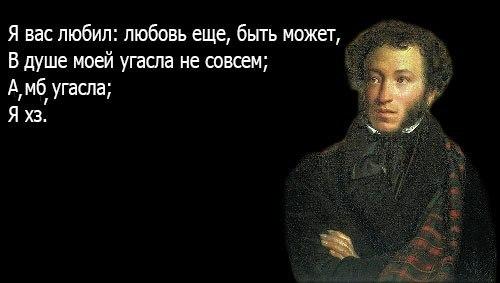 Я вас любил: любовь еще, быть может,
В душе моей угасла не совсем;
А, мб, угасла;
Я хз.